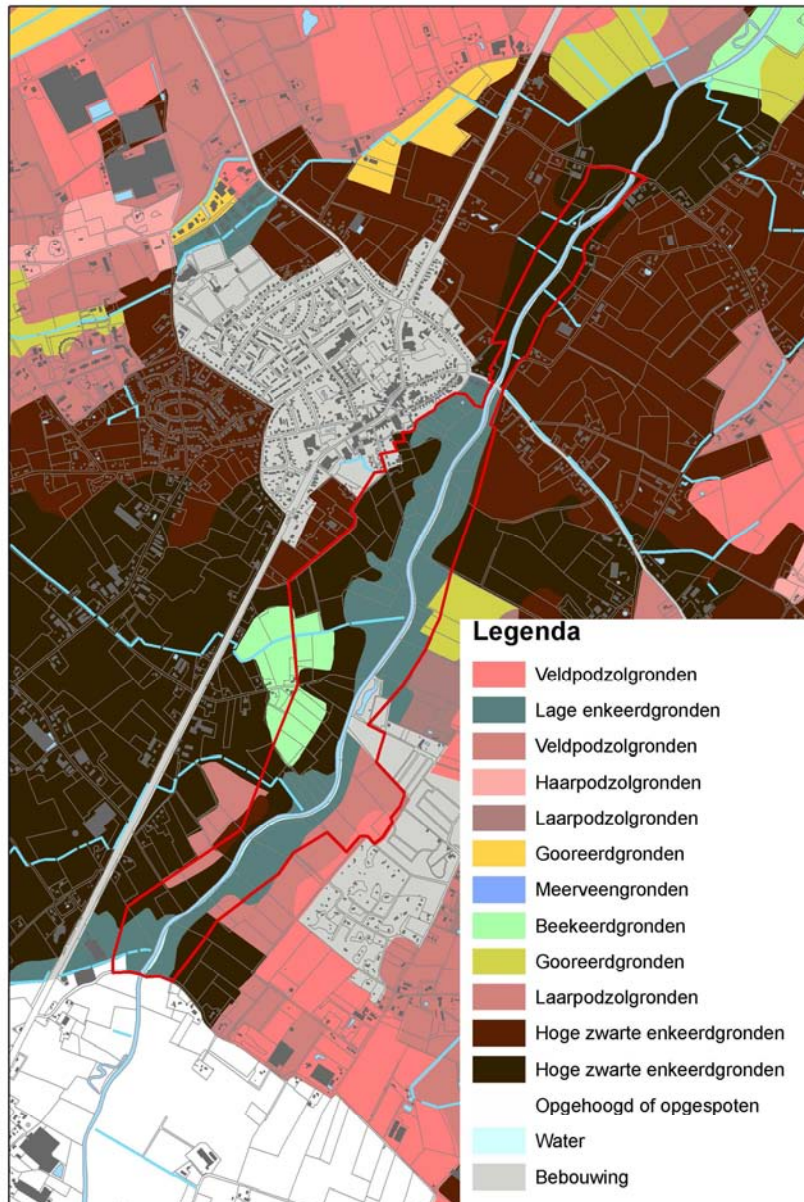 Legenda
Veldpodzolgronden
Lage enkeerdgronden
Veldpodzolgronden
Haarpodzolgronden
Laarpodzolgronden
Gooreerdgronden
Meerveengronden
Beekeerdgronden
Gooreerdgronden
Laarpodzolgronden
Hoge zwarte enkeerdgronden
Hoge zwarte enkeerdgronden
Opgehoogd of opgespoten
Water
Bebouwing